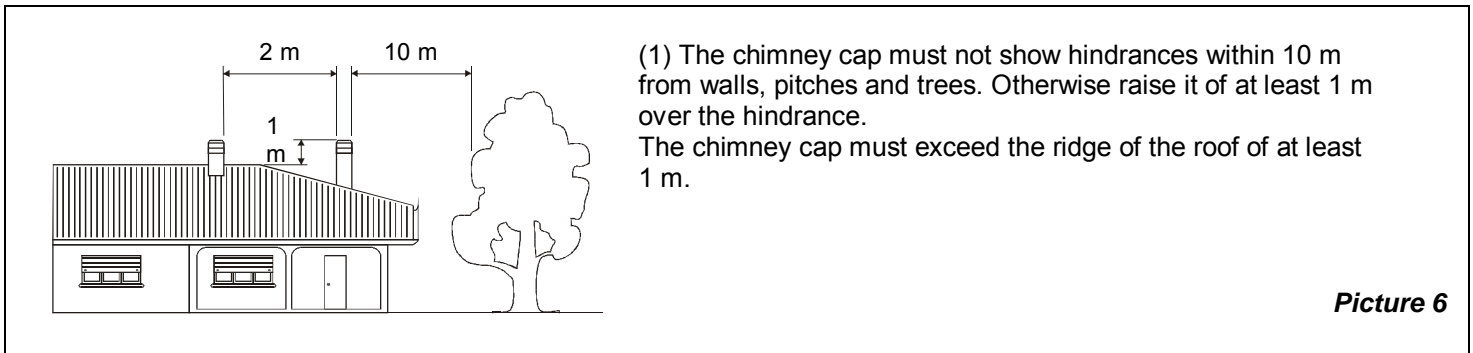 2 m
10 m
1
m
(1) The chimney cap must not show hindrances within 10 m
from walls, pitches and trees. Otherwise raise it of at least 1 m
over the hindrance.
The chimney cap must exceed the ridge of the roof of at least
1 m.
Picture 6